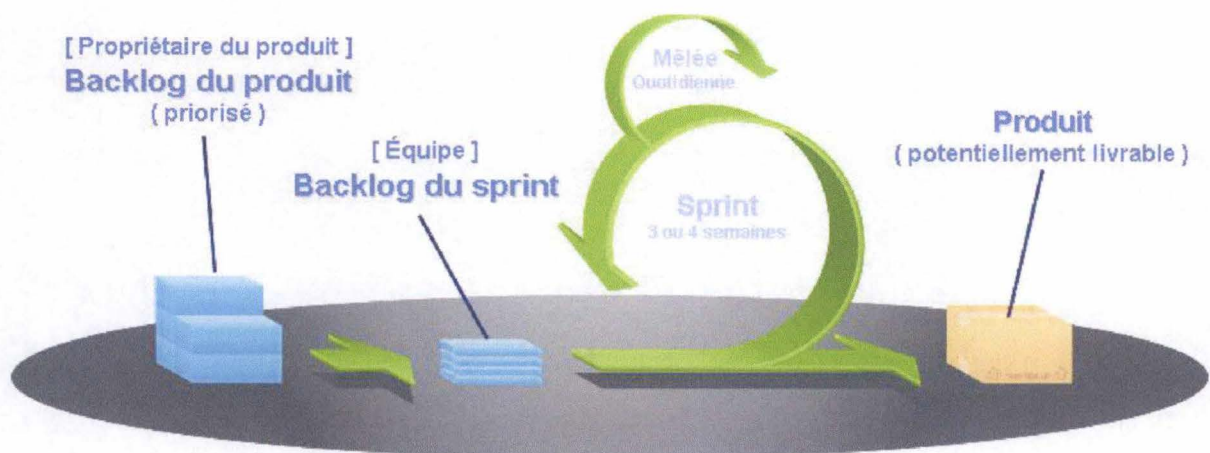 [ Propriétaire du produit ]
Backlog du produit
( priorisé )
[ Équipe ]
Backlog du sprint
Mêlée
Quotidienne
Sprint
3 ou 4 semaines
Produit
( potentiellement livrable )